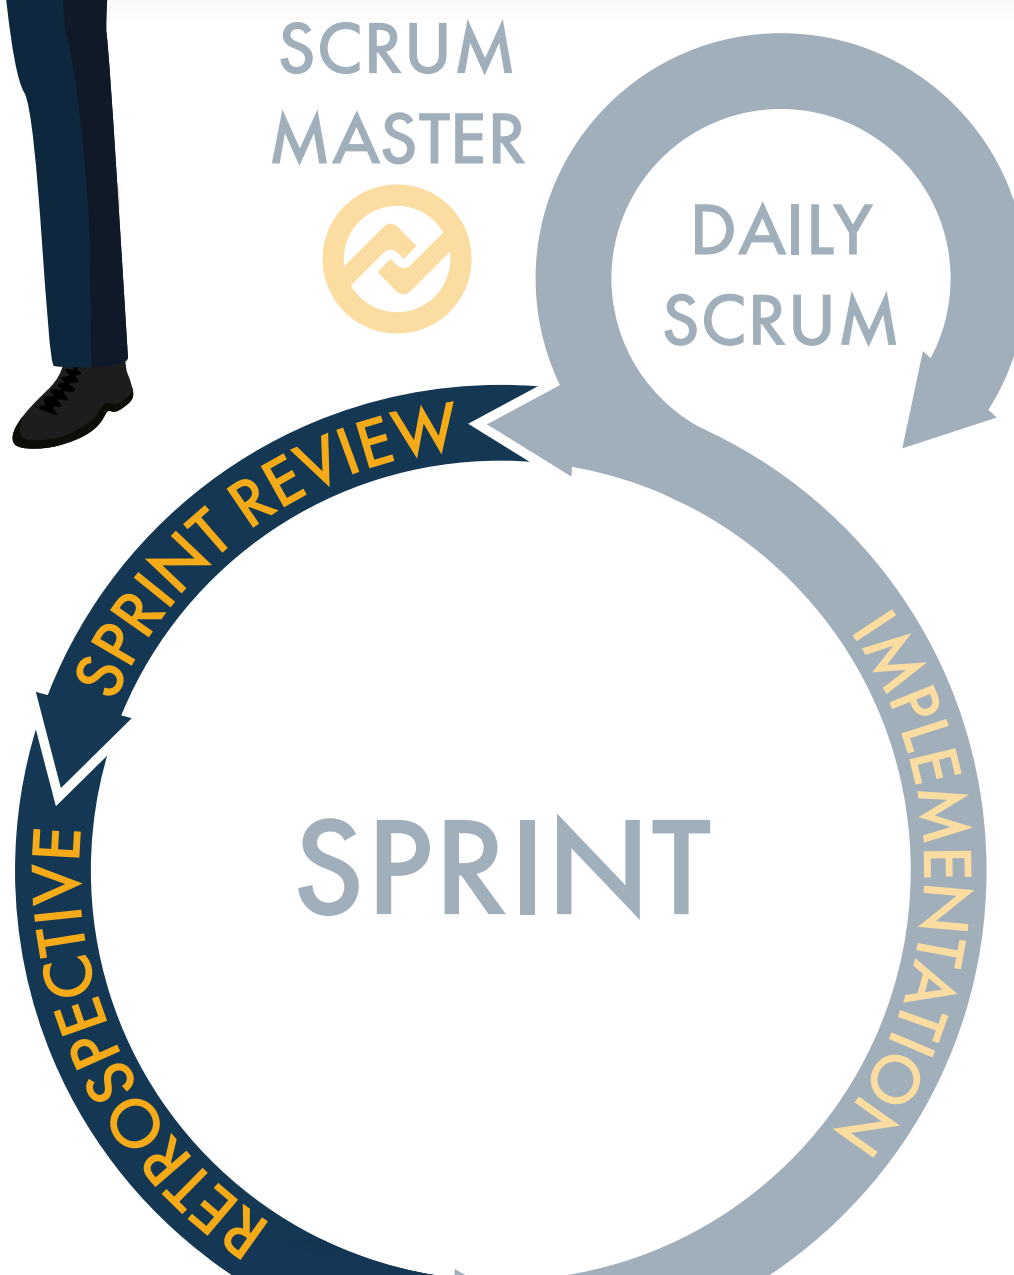 SCRUM
MASTER
DAILY
SCRUM
SPRINT REVIEW
IMPLEMENTATION
SPRINT
RETROSPECTIVE